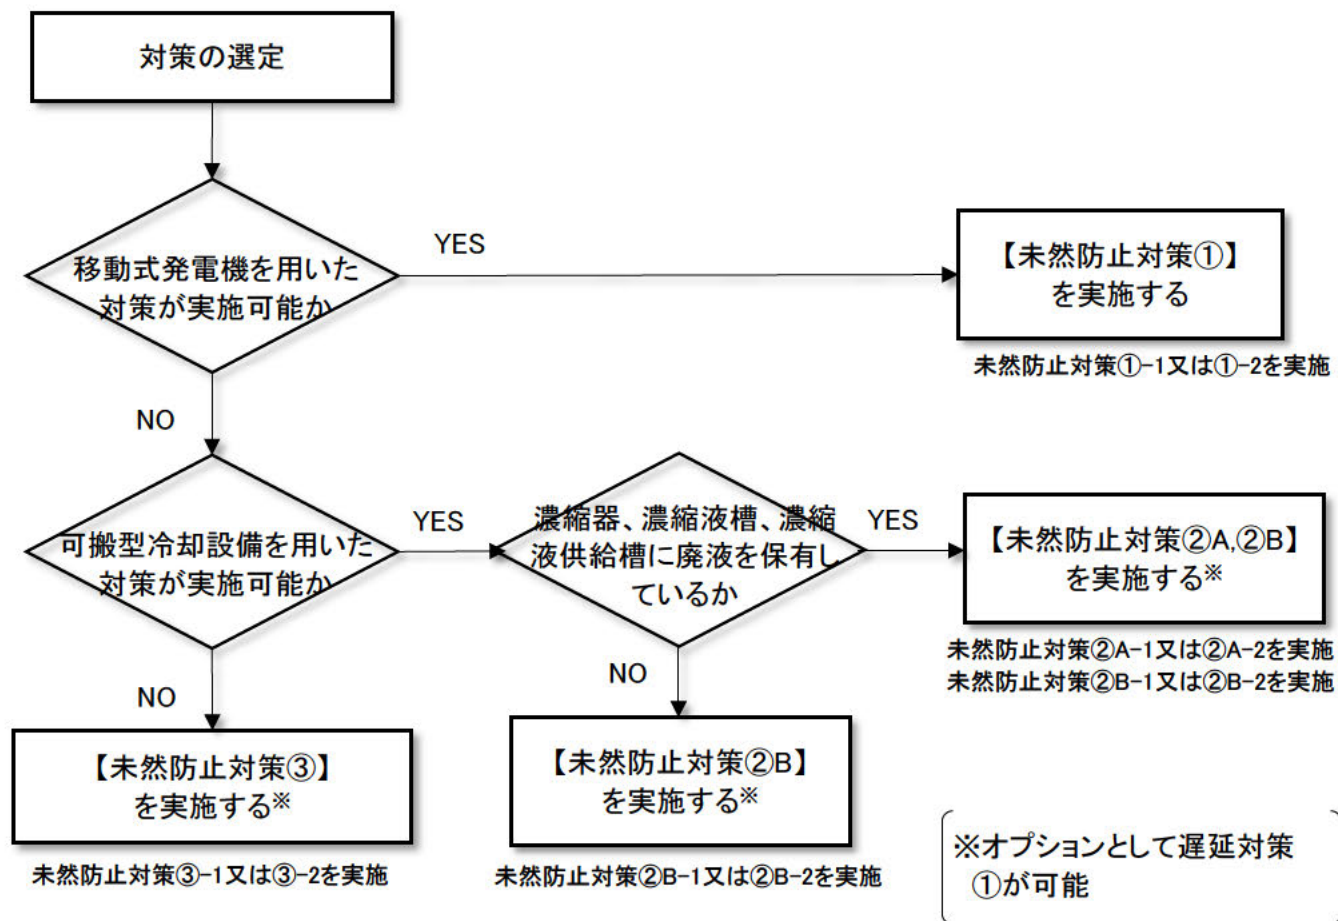 対策の選定
移動式発電機を用いた
対策が実施可能か
YES
【未然防止対策①】
を実施する
未然防止対策①-1又は①-2を実施
NO
可搬型冷却設備を用いた
対策が実施可能か
YES
濃縮器、濃縮液槽、濃縮
液供給槽に廃液を保有し
ているか
YES
【未然防止対策②A,②B】
を実施する※
未然防止対策②A-1又は②A-2を実施
未然防止対策②B-1又は②B-2を実施
NO
【未然防止対策③】
を実施する※
未然防止対策③-1又は③-2を実施
NO
【未然防止対策②B】
を実施する※
未然防止対策②B-1又は②B-2を実施
※オプションとして遅延対策
①が可能